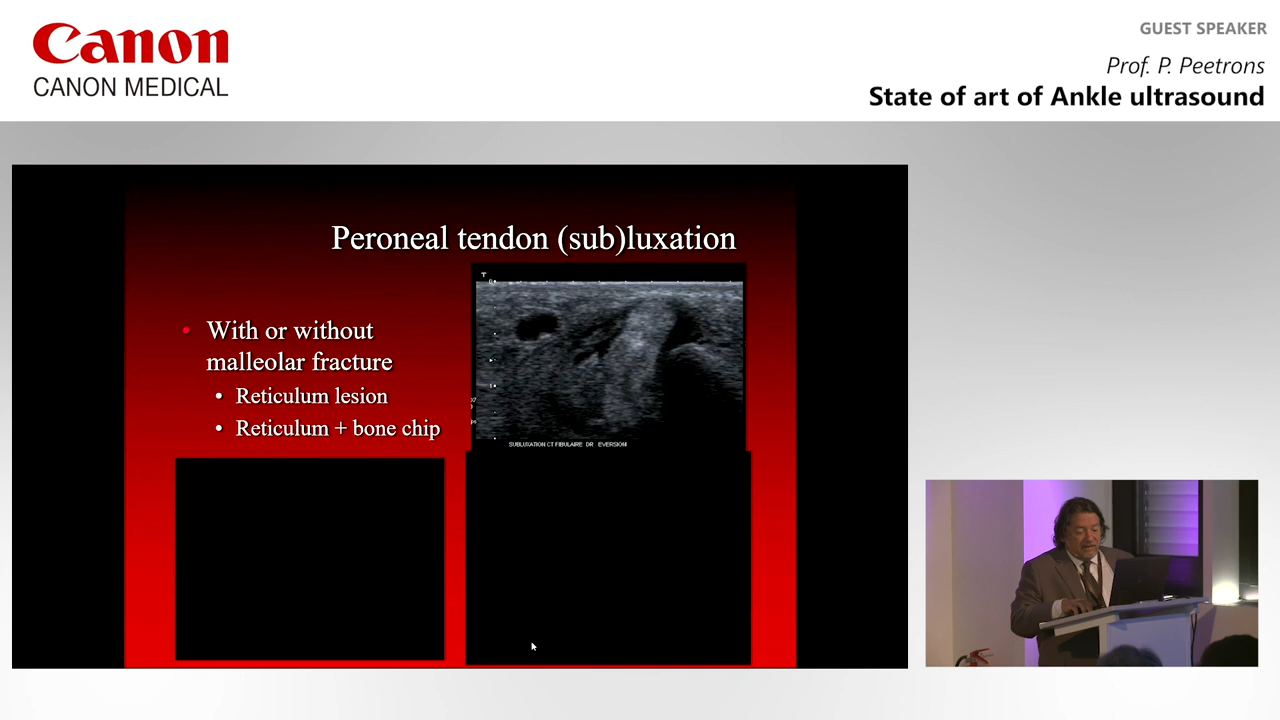 Canon
CANON MEDICAL
GUEST SPEAKER
Prof. P. Peetrons
State of art of Ankle ultrasound
Peroneal tendon (sub)luxation
• With or without
malleolar fracture
• Reticulum lesion
• Reticulum + bone chip
SUBLUXATION CT FIBULAIRE DR EVERSION